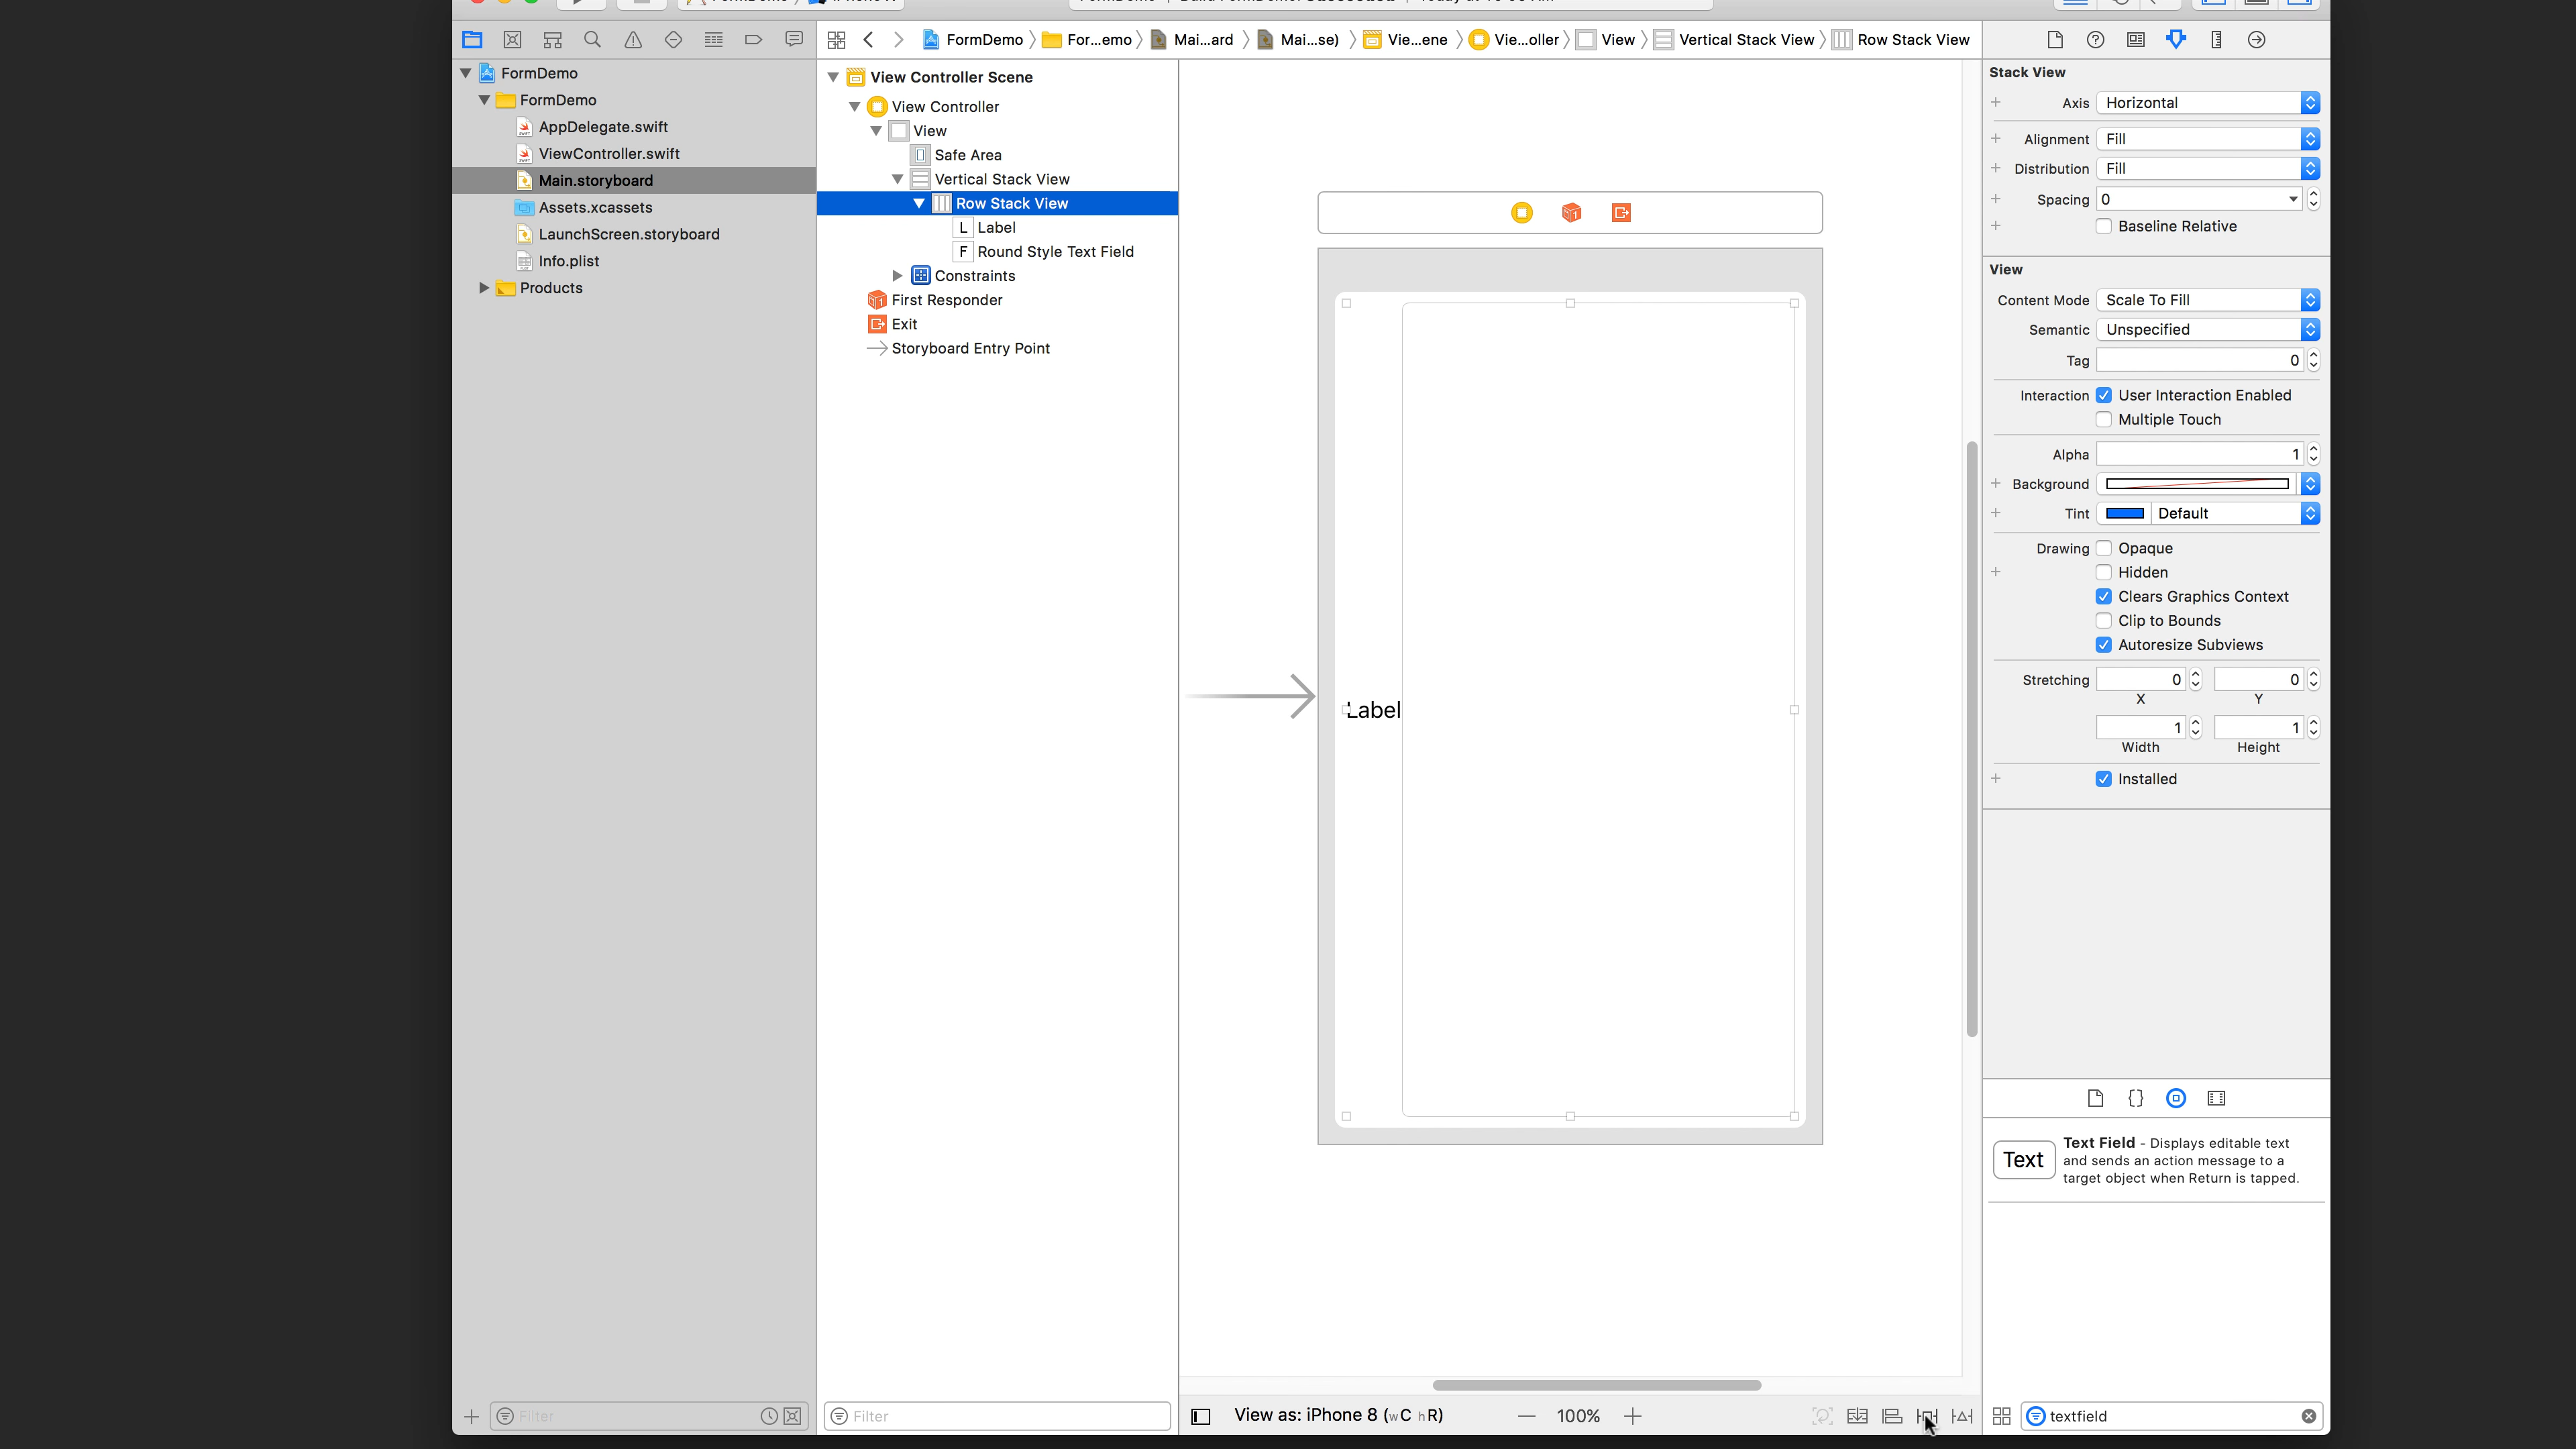 FormDemo
For...emo
Mai...ard
Mai...se)
Vie...ene
Vie...oller
View
Vertical Stack View
Row Stack View
FormDemo
FormDemo
AppDelegate.swift
ViewController.swift
Main.storyboard
Assets.xcassets
LaunchScreen.storyboard
Info.plist
Products
Filter
View Controller Scene
View Controller
View
Safe Area
Vertical Stack View
Row Stack View
L Label
F Round Style Text Field
Constraints
First Responder
Exit
Storyboard Entry Point
Filter
Label
View as: iPhone 8 (wC hR)
100%
Stack View
Axis Horizontal
Alignment Fill
Distribution Fill
Spacing 0
Baseline Relative
View
Content Mode Scale To Fill
Semantic Unspecified
Tag 0
Interaction User Interaction Enabled
Multiple Touch
Alpha 1
Background
Tint Default
Drawing Opaque
Hidden
Clears Graphics Context
Clip to Bounds
Autoresize Subviews
Stretching 0 0
X Y
1 1
Width Height
Installed
Text
Text Field - Displays editable text
and sends an action message to a
target object when Return is tapped.
textfield